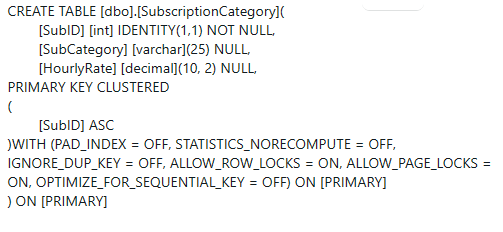 CREATE TABLE [dbo].[SubscriptionCategory](
[SubID] [int] IDENTITY(1,1) NOT NULL,
[SubCategory] [varchar](25) NULL,
[HourlyRate] [decimal](10, 2) NULL,
PRIMARY KEY CLUSTERED
(
[SubID] ASC
)WITH (PAD_INDEX = OFF, STATISTICS_NORECOMPUTE = OFF,
IGNORE_DUP_KEY = OFF, ALLOW_ROW_LOCKS = ON, ALLOW_PAGE_LOCKS =
ON, OPTIMIZE_FOR_SEQUENTIAL_KEY = OFF) ON [PRIMARY]
) ON [PRIMARY]